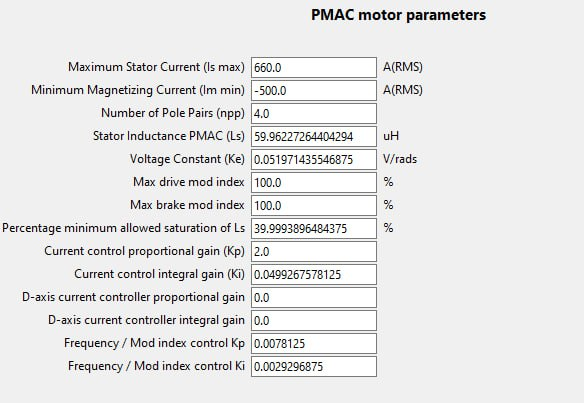 PMAC motor parameters
Maximum Stator Current (Is max) 660.0 A(RMS)
Minimum Magnetizing Current (Im min) -500.0 A(RMS)
Number of Pole Pairs (npp) 4.0
Stator Inductance PMAC (Ls) 59.96227264404294 uH
Voltage Constant (Ke) 0.051971435546875 V/rads
Max drive mod index 100.0 %
Max brake mod index 100.0 %
Percentage minimum allowed saturation of Ls 39.9993896484375 %
Current control proportional gain (Kp) 2.0
Current control integral gain (Ki) 0.0499267578125
D-axis current controller proportional gain 0.0
D-axis current controller integral gain 0.0
Frequency / Mod index control Kp 0.0078125
Frequency / Mod index control Ki 0.0029296875